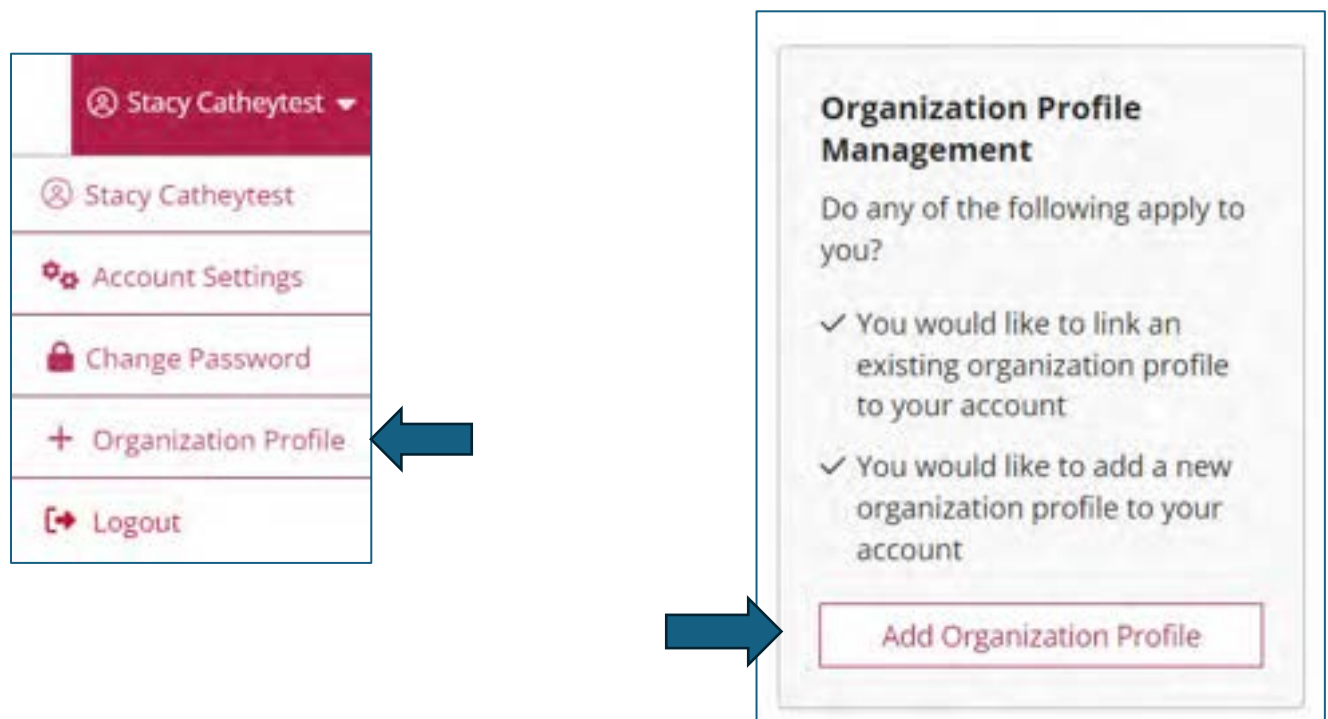 Stacy Catheytest
Stacy Catheytest
Account Settings
Change Password
Organization Profile
Logout
Organization Profile
Management
Do any of the following apply to
you?
You would like to link an
existing organization profile
to your account
You would like to add a new
organization profile to your
account
Add Organization Profile